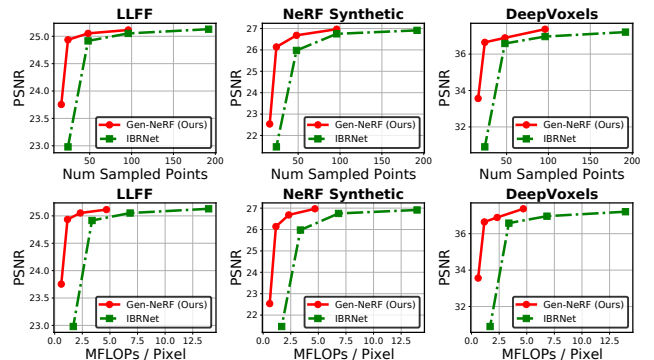 LLFF
NeRF Synthetic
DeepVoxels
PSNR
25.0
24.5
24.0
23.5
23.0
50
100
150
200
Num Sampled Points
Gen-NeRF (Ours)
IBRNet
PSNR
27
26
25
24
23
22
50
100
150
200
Num Sampled Points
Gen-NeRF (Ours)
IBRNet
PSNR
36
33
31
50
100
150
200
Num Sampled Points
Gen-NeRF (Ours)
IBRNet
LLFF
NeRF Synthetic
DeepVoxels
PSNR
25.0
24.5
24.0
23.5
23.0
0.0
2.5
5.0
7.5
10.0
12.5
MFLOPs / Pixel
Gen-NeRF (Ours)
IBRNet
PSNR
27
26
25
24
23
22
0.0
2.5
5.0
7.5
10.0
12.5
MFLOPs / Pixel
Gen-NeRF (Ours)
IBRNet
PSNR
36
33
31
0.0
2.5
5.0
7.5
10.0
12.5
MFLOPs / Pixel
Gen-NeRF (Ours)
IBRNet